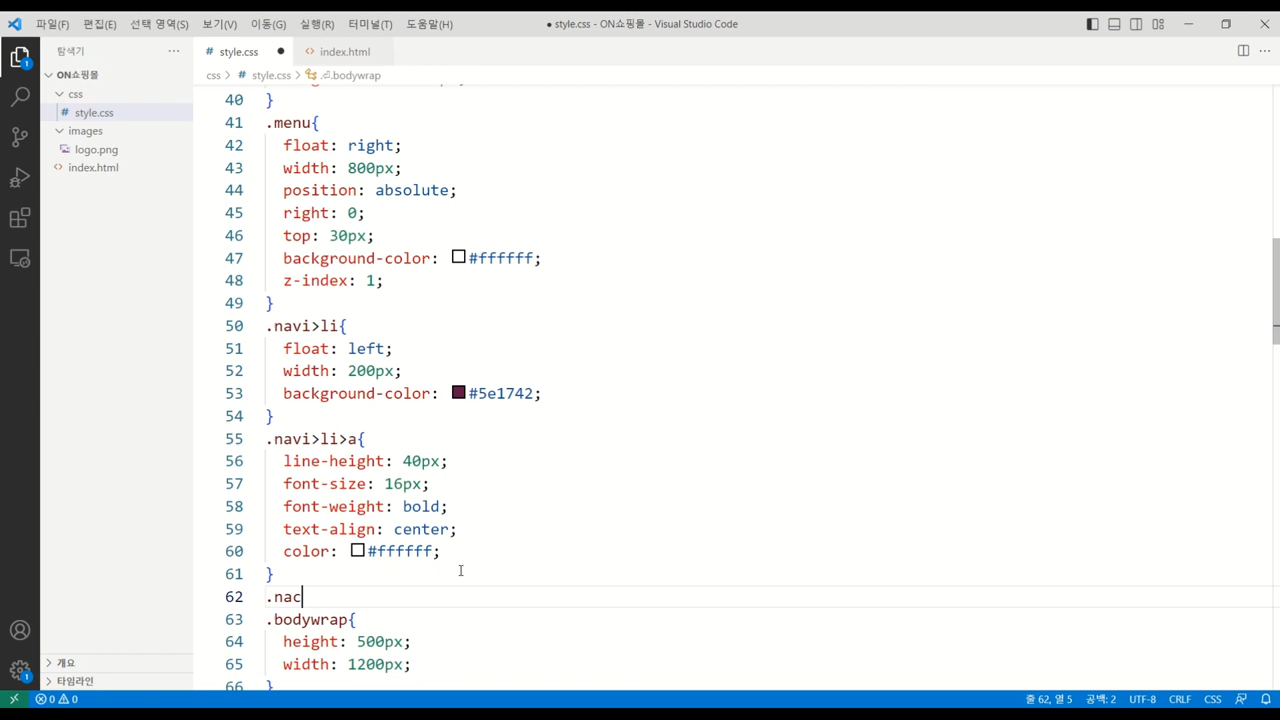 파일(F) 편집(E) 선택 영역(S) 보기(V) 이동(G) 실행(R) 터미널(T) 도움말(H) ● style.css - ON쇼핑몰 - Visual Studio Code
탐색기 ···
# style.css ● <> index.html
ON쇼핑몰
css > # style.css > .⏎.bodywrap
css
# style.css
images
logo.png
<> index.html
40 }
41 .menu{
42 float: right;
43 width: 800px;
44 position: absolute;
45 right: 0;
46 top: 30px;
47 background-color: #ffffff;
48 z-index: 1;
49 }
50 .navi>li{
51 float: left;
52 width: 200px;
53 background-color: #5e1742;
54 }
55 .navi>li>a{
56 line-height: 40px;
57 font-size: 16px;
58 font-weight: bold;
59 text-align: center;
60 color: #ffffff;
61 }
62 .nac
63 .bodywrap{
64 height: 500px;
65 width: 1200px;
66 }
1
1
개요
타임라인
0 0 줄 62, 열 5 공백: 2 UTF-8 CRLF CSS